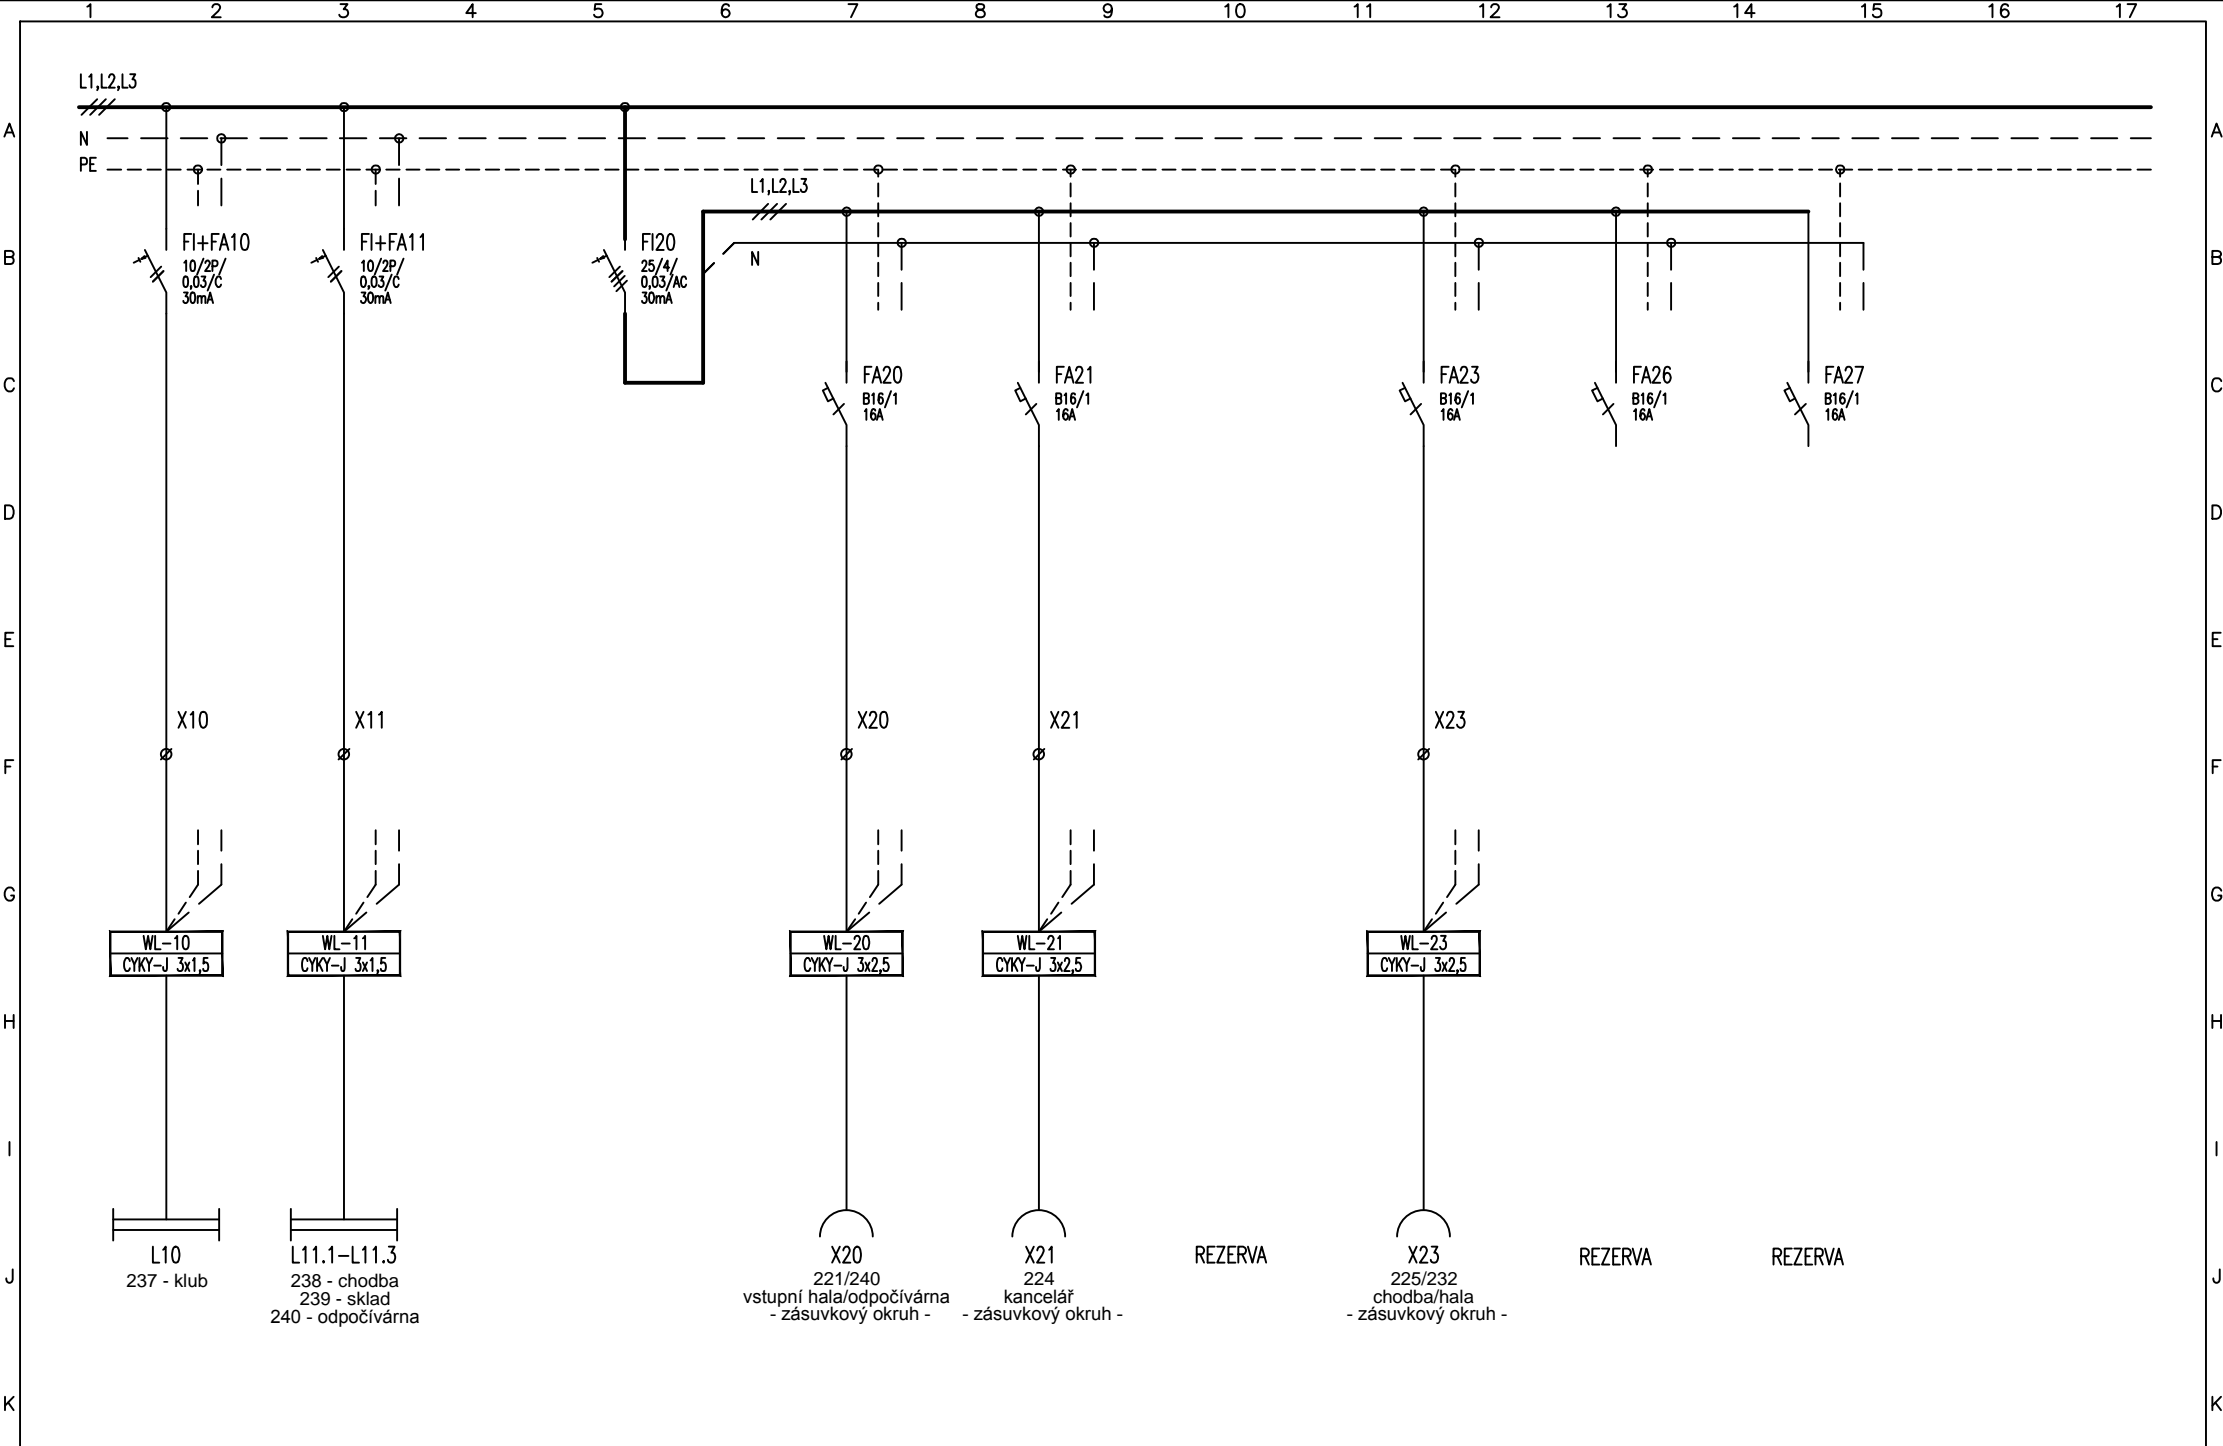 1 2 3 4 5 6 7 8 9 10 11 12 13 14 15 16 17
L1,L2,L3
A A
N
PE
L1,L2,L3
B B
N
FI+FA10
10/2P/
0,03/C
30mA
FI+FA11
10/2P/
0,03/C
30mA
FI20
25/4/
0,03/AC
30mA
C C
FA20
B16/1
16A
FA21
B16/1
16A
FA23
B16/1
16A
FA26
B16/1
16A
FA27
B16/1
16A
D D
E E
X10 X11 X20 X21 X23
F F
G G
WL-10
CYKY-J 3x1,5
WL-11
CYKY-J 3x1,5
WL-20
CYKY-J 3x2,5
WL-21
CYKY-J 3x2,5
WL-23
CYKY-J 3x2,5
H H
I I
J J
L10
237 - klub
L11.1-L11.3
238 - chodba
239 - sklad
240 - odpočívárna
X20
221/240
vstupní hala/odpočívárna
- zásuvkový okruh -
X21
224
kancelář
- zásuvkový okruh -
REZERVA
X23
225/232
chodba/hala
- zásuvkový okruh -
REZERVA
REZERVA
K K